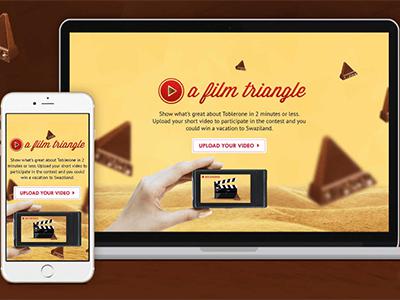 a film triangle
Show what's great about Toblerone in 2 minutes or less.
Upload your short video to participate in the contest and you
could win a vacation to Swaziland.
UPLOAD YOUR VIDEO
a film triangle
Show what's great about Toblerone in 2
minutes or less. Upload your short video to
participate in the contest and you could
win a vacation to Swaziland.
UPLOAD YOUR VIDEO